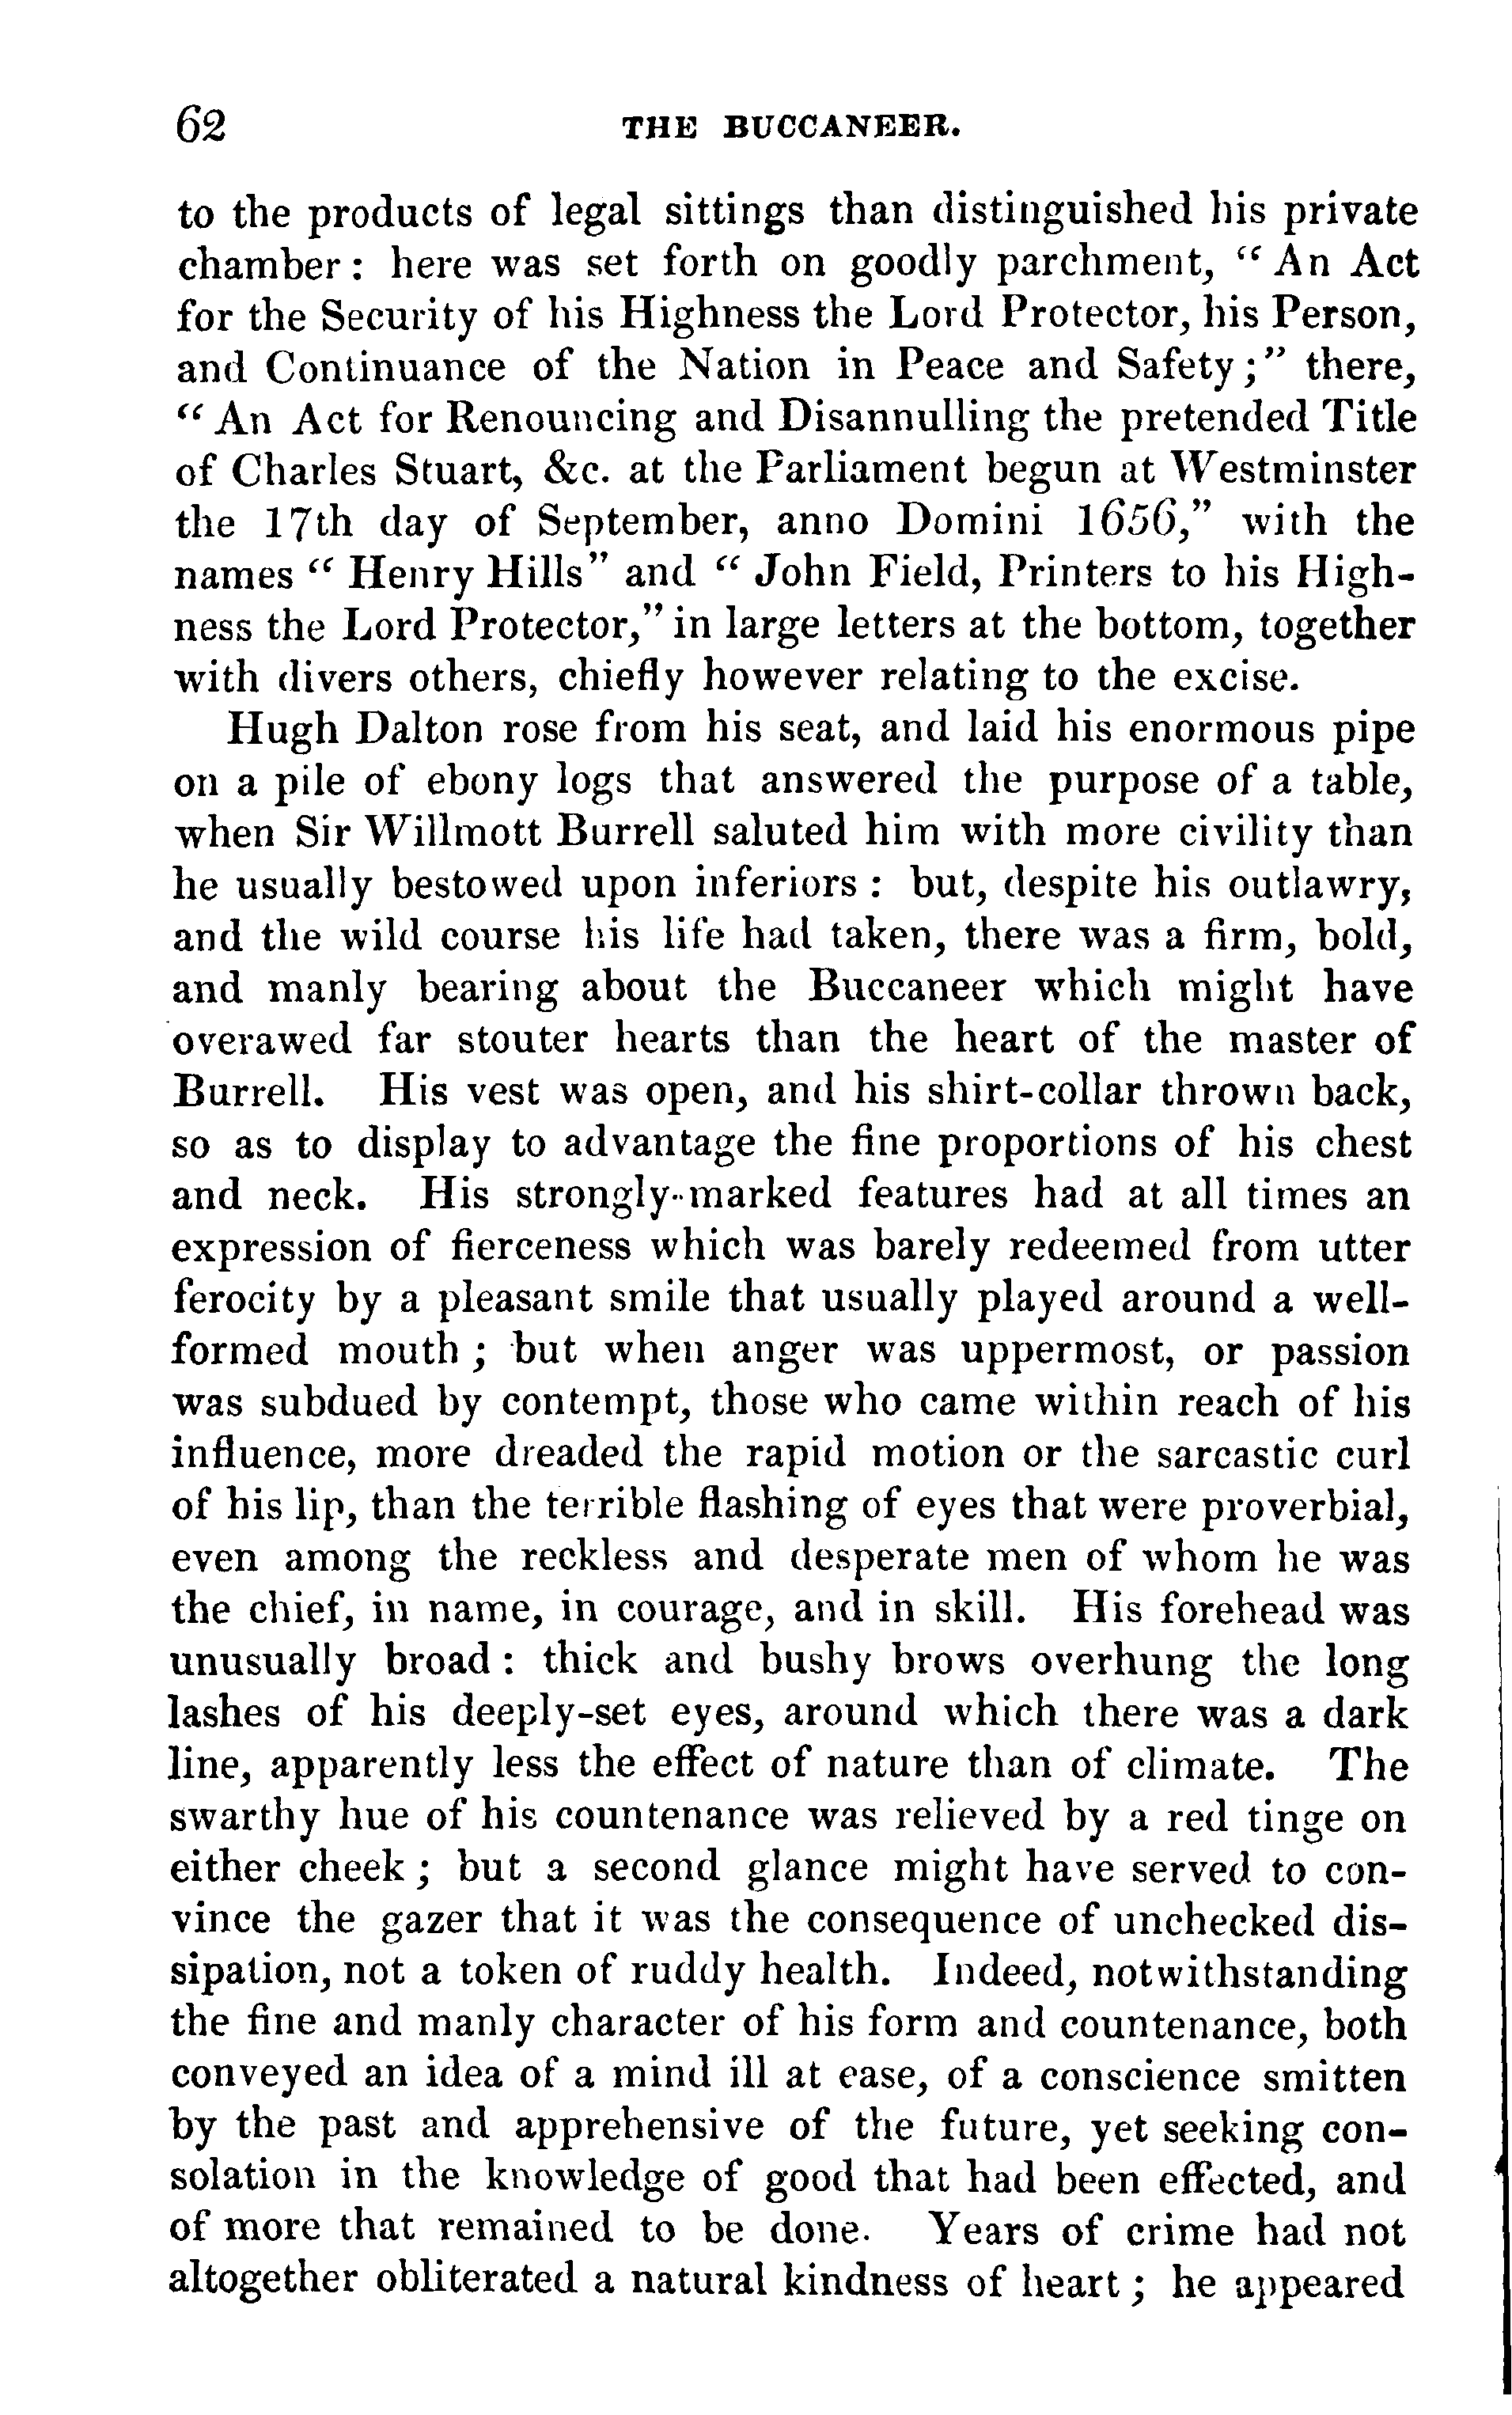 62 THE BUCCANEER.
to the products of legal sittings than distinguished his private
chamber : here was set forth on goodly parchment, “ An Act
for the Security of his Highness the Lord Protector, his Person,
and Continuance of the Nation in Peace and Safety ;” there,
“ An Act for Renouncing and Disannulling the pretended Title
of Charles Stuart, &c. at the Parliament begun at Westminster
the 17th day of September, anno Domini 1656,” with the
names “ Henry Hills” and “ John Field, Printers to his High-
ness the Lord Protector,” in large letters at the bottom, together
with divers others, chiefly however relating to the excise.
Hugh Dalton rose from his seat, and laid his enormous pipe
on a pile of ebony logs that answered the purpose of a table,
when Sir Willmott Burrell saluted him with more civility than
he usually bestowed upon inferiors : but, despite his outlawry,
and the wild course his life had taken, there was a firm, bold,
and manly bearing about the Buccaneer which might have
overawed far stouter hearts than the heart of the master of
Burrell. His vest was open, and his shirt-collar thrown back,
so as to display to advantage the fine proportions of his chest
and neck. His strongly-marked features had at all times an
expression of fierceness which was barely redeemed from utter
ferocity by a pleasant smile that usually played around a well-
formed mouth ; but when anger was uppermost, or passion
was subdued by contempt, those who came within reach of his
influence, more dreaded the rapid motion or the sarcastic curl
of his lip, than the terrible flashing of eyes that were proverbial,
even among the reckless and desperate men of whom he was
the chief, in name, in courage, and in skill. His forehead was
unusually broad : thick and bushy brows overhung the long
lashes of his deeply-set eyes, around which there was a dark
line, apparently less the effect of nature than of climate. The
swarthy hue of his countenance was relieved by a red tinge on
either cheek ; but a second glance might have served to con-
vince the gazer that it was the consequence of unchecked dis-
sipation, not a token of ruddy health. Indeed, notwithstanding
the fine and manly character of his form and countenance, both
conveyed an idea of a mind ill at ease, of a conscience smitten
by the past and apprehensive of the future, yet seeking con-
solation in the knowledge of good that had been effected, and
of more that remained to be done. Years of crime had not
altogether obliterated a natural kindness of heart ; he appeared